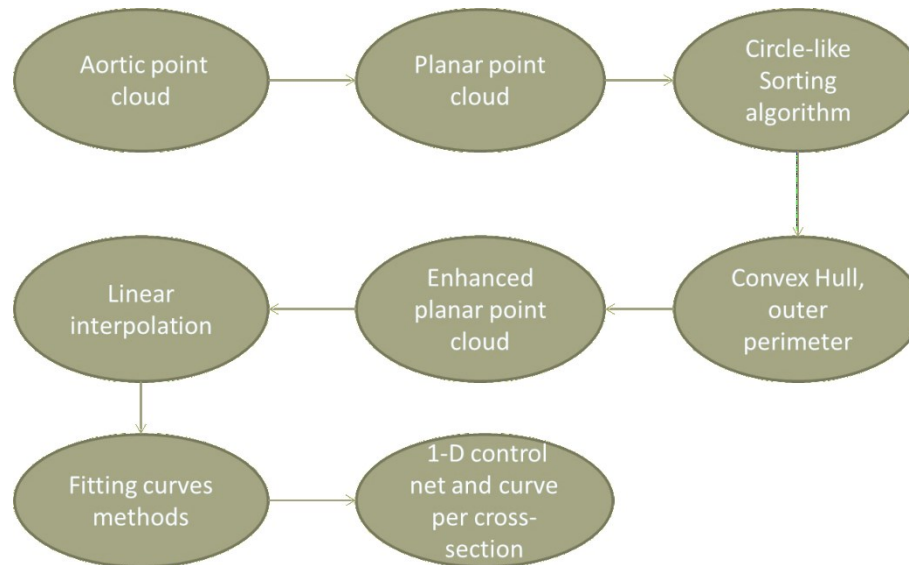 Aortic point
cloud
Planar point
cloud
Circle-like
Sorting
algorithm
Convex Hull,
outer
perimeter
Enhanced
planar point
cloud
Linear
interpolation
Fitting curves
methods
1-D control
net and curve
per cross-
section